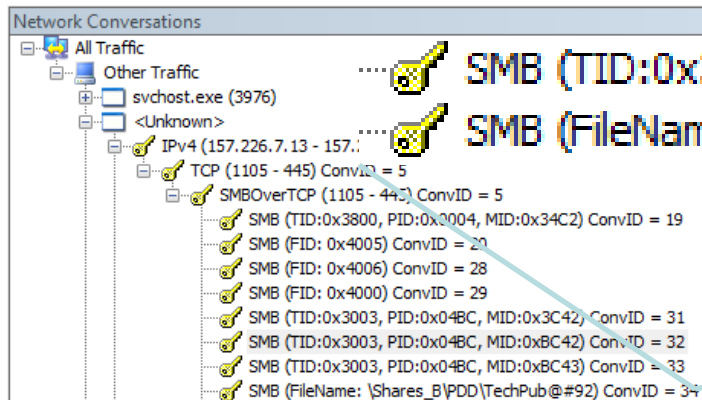 Network Conversations
All Traffic
Other Traffic
svchost.exe (3976)
<Unknown>
IPv4 (157.226.7.13 - 157.
TCP (1105 - 445) ConvID = 5
SMBOverTCP (1105 - 445) ConvID = 5
SMB (TID:0x3800, PID:0x0004, MID:0x34C2) ConvID = 19
SMB (FID: 0x4005) ConvID = 20
SMB (FID: 0x4006) ConvID = 28
SMB (FID: 0x4000) ConvID = 29
SMB (TID:0x3003, PID:0x04BC, MID:0x3C42) ConvID = 31
SMB (TID:0x3003, PID:0x04BC, MID:0xBC42) ConvID = 32
SMB (TID:0x3003, PID:0x04BC, MID:0xBC43) ConvID = 33
SMB (FileName: \Shares_B\PDD\TechPub@#92) ConvID = 34
SMB (TID:0x
SMB (FileNam